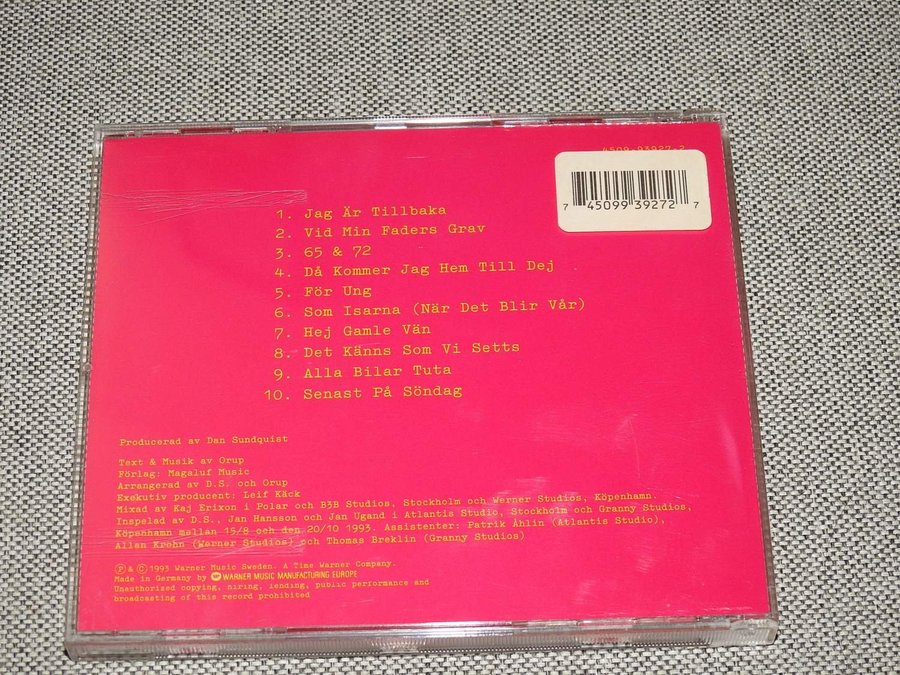 4509-93927-2
7 45099 39272 7
1. Jag Är Tillbaka
2. Vid Min Faders Grav
3. 65 & 72
4. Då Kommer Jag Hem Till Dej
5. För Ung
6. Som Isarna (När Det Blir Vår)
7. Hej Gamle Vän
8. Det Känns Som Vi Setts
9. Alla Bilar Tuta
10. Senast På Söndag
Producerad av Dan Sundquist
Text & Musik av Orup
Förlag: Magaluf Music
Arrangerad av D.S. och Orup
Exekutiv producent: Leif Käck
Mixad av Kaj Erixon i Polar och B3B Studios, Stockholm och Werner Studios, Köpenhamn.
Inspelad av D.S., Jan Hansson och Jan Ugand i Atlantis Studio, Stockholm och Granny Studios,
Köpenhamn mellan 15/8 och den 20/10 1993. Assistenter: Patrik Åhlin (Atlantis Studio),
Allan Krohn (Werner Studios) och Thomas Breklin (Granny Studios)
Ⓟ & © 1993 Warner Music Sweden. A Time Warner Company.
Made in Germany by WARNER MUSIC MANUFACTURING EUROPE
Unauthorized copying, hiring, lending, public performance and
broadcasting of this record prohibited